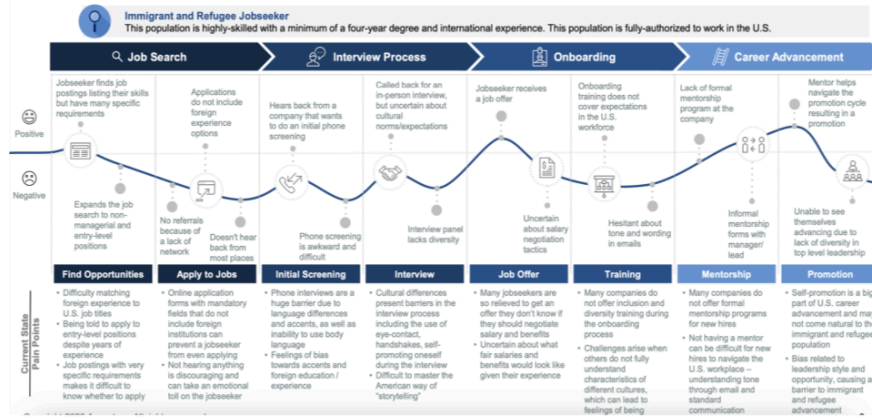 Immigrant and Refugee Jobseeker
This population is highly-skilled with a minimum of a four-year degree and international experience. This population is fully-authorized to work in the U.S.
Job Search
Interview Process
Onboarding
Career Advancement
Positive
Negative
Jobseeker finds job
postings listing their skills
but have many specific
requirements
Expands the job
search to non-
managerial and
entry-level
positions
Applications
do not include
foreign
experience
options
No referrals
because of
a lack of
network
Doesn't hear
back from
most places
Hears back from a
company that wants
to do an initial phone
screening
Phone screening
is awkward and
difficult
Called back for an
in-person interview,
but uncertain about
cultural
norms/expectations
Interview panel
lacks diversity
Jobseeker receives
a job offer
Uncertain
about salary
negotiation
tactics
Onboarding
training does not
cover expectations
in the U.S.
workforce
Hesitant about
tone and wording
in emails
Lack of formal
mentorship
program at the
company
Informal
mentorship
forms with
manager/
lead
Mentor helps
navigate the
promotion cycle
resulting in a
promotion
Unable to see
themselves
advancing due to
lack of diversity in
top level leadership
Current State
Pain Points
Find Opportunities
• Difficulty matching
foreign experience to
U.S. job titles
• Being told to apply to
entry-level positions
despite years of
experience
• Job postings with very
specific requirements
makes it difficult to
know whether to apply
Apply to Jobs
• Online application
forms with mandatory
fields that do not
include foreign
institutions can
prevent a jobseeker
from even applying
• Not hearing anything
is discouraging and
can take an emotional
toll on the jobseeker
Initial Screening
• Phone interviews are a
huge barrier due to
language differences
and accents, as well as
inability to use body
language
• Feelings of bias
towards accents and
foreign education /
experience
Interview
• Cultural differences
present barriers in the
interview process
including the use of
eye-contact,
handshakes, self-
promoting oneself
during the interview
• Difficult to master the
American way of
"storytelling"
Job Offer
• Many jobseekers are
so relieved to get an
offer they don't know if
they should negotiate
salary and benefits
• Uncertain about what
fair salaries and
benefits would look like
given their experience
Training
• Many companies do
not offer inclusion and
diversity training during
the onboarding
process
• Challenges arise when
others do not fully
understand
characteristics of
different cultures,
which can lead to
feelings of being
Mentorship
• Many companies do
not offer formal
mentorship programs
for new hires
• Not having a mentor
can be difficult for new
hires to navigate the
U.S. workplace –
understanding tone
through email and
standard
communication
Promotion
• Self-promotion is a big
part of U.S. career
advancement and may
not come natural to the
immigrant and refugee
population
• Bias related to
leadership style and
opportunity, causing a
barrier to immigrant
and refugee
advancement